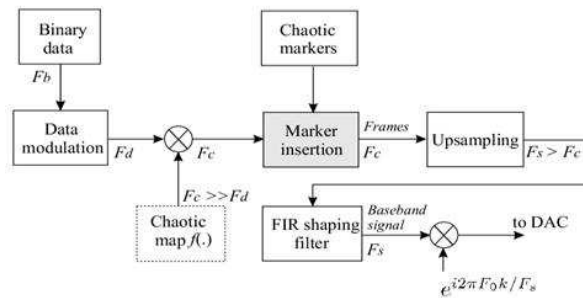 Binary
data
Chaotic
markers
Fb
Data
modulation
Fd
Fc
Marker
insertion
Frames
Fc
Upsampling
Fs > Fc
Fc >>Fd
Chaotic
map f(.)
FIR shaping
filter
Baseband
signal
Fs
to DAC
e^{i2πF₀k/Fₛ}